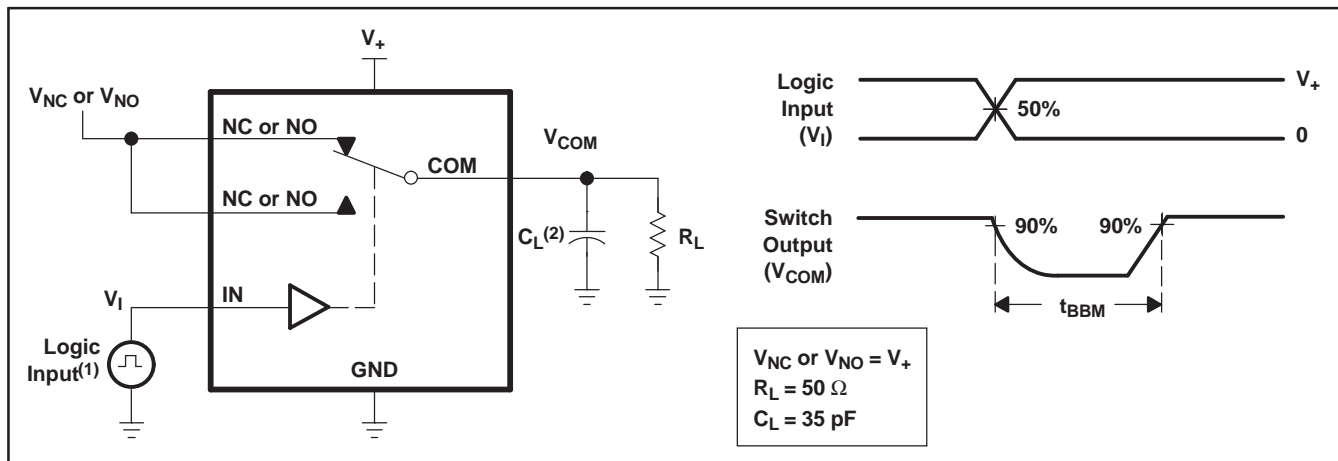 V+
VNC or VNO
NC or NO
VCOM
COM
NC or NO
CL(2)
RL
VI
IN
Logic
Input(1)
GND
Logic
Input
(VI)
V+
50%
0
Switch
Output
(VCOM)
90%
90%
tBBM
VNC or VNO = V+
RL = 50 Ω
CL = 35 pF